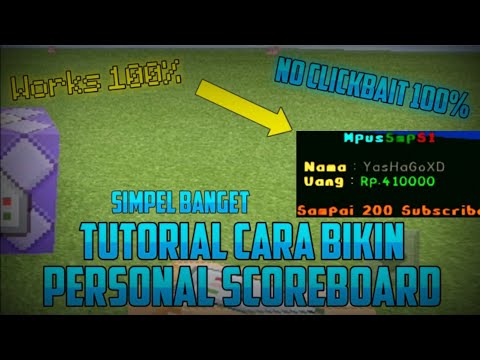 Works 100%
NO CLICKBAIT 100%
MpusSmpS1
Nama : YasHaGoXD
Uang : Rp.410000
Sampai 200 Subscribe
SIMPEL BANGET
TUTORIAL CARA BIKIN
PERSONAL SCOREBOARD